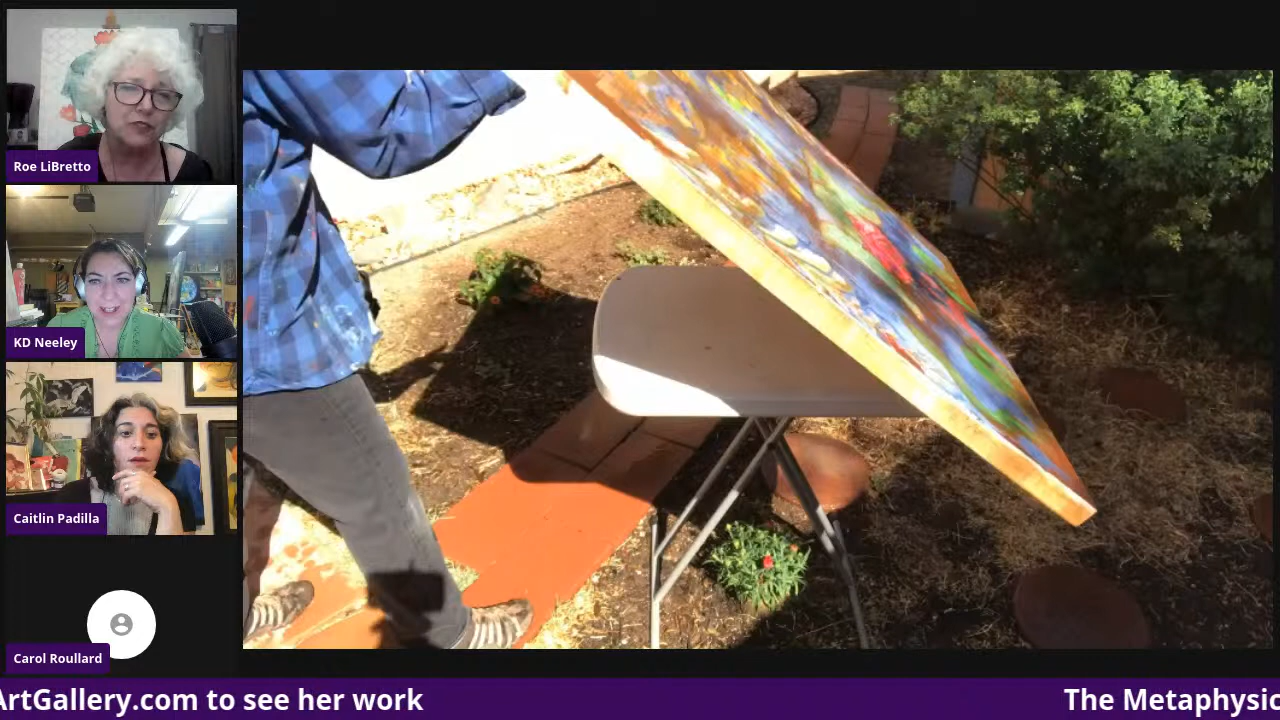 Roe LiBretto
KD Neeley
Caitlin Padilla
Carol Roullard
ArtGallery.com to see her work
The Metaphysic